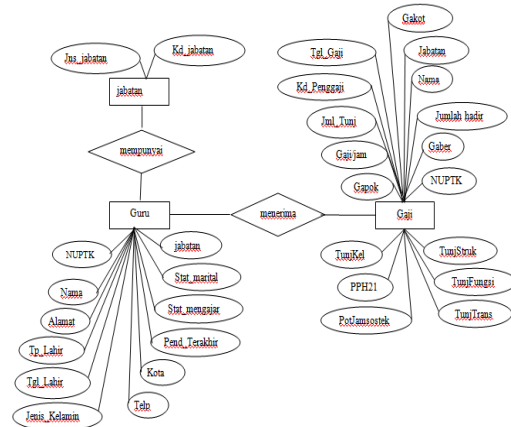 Gakot
Kd_jabatan
Jns_jabatan
Tgl_Gaji
Jabatan
Nama
Kd_Penggaji
jabatan
Jumlah hadir
Jml_Tunj
mempunyai
Gaber
Gaji/jam
NUPTK
Gapok
Guru
menerima
Gaji
jabatan
NUPTK
TunjKel
TunjStruk
Stat_marital
Nama
PPH21
TunjFungsi
Stat_mengajar
Alamat
PotJamsostek
TunjTrans
Pend_Terakhir
Tp_Lahir
Kota
Tgl_Lahir
Telp
Jenis_Kelamin